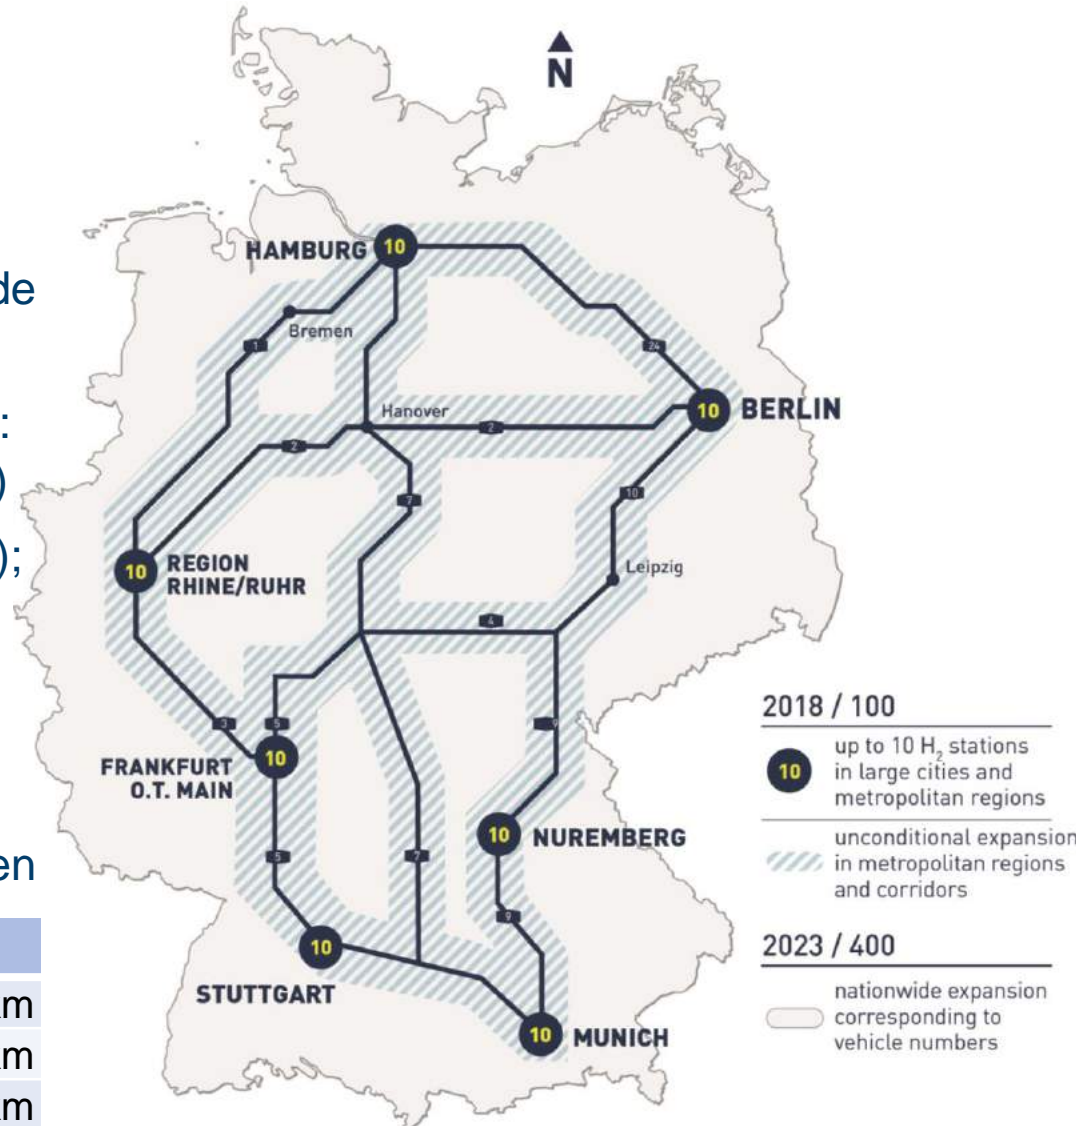 N
de
:
)
);
en
m
m
m
HAMBURG 10
Bremen
1
24
Hanover
10 BERLIN
2
2
7
10
10 REGION
RHINE/RUHR
Leipzig
4
3
5
9
FRANKFURT
O.T. MAIN
10
10 NUREMBERG
5
7
9
10
STUTTGART
10 MUNICH
2018 / 100
10
up to 10 H₂ stations
in large cities and
metropolitan regions
unconditional expansion
in metropolitan regions
and corridors
2023 / 400
nationwide expansion
corresponding to
vehicle numbers